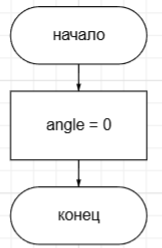 начало
angle = 0
конец